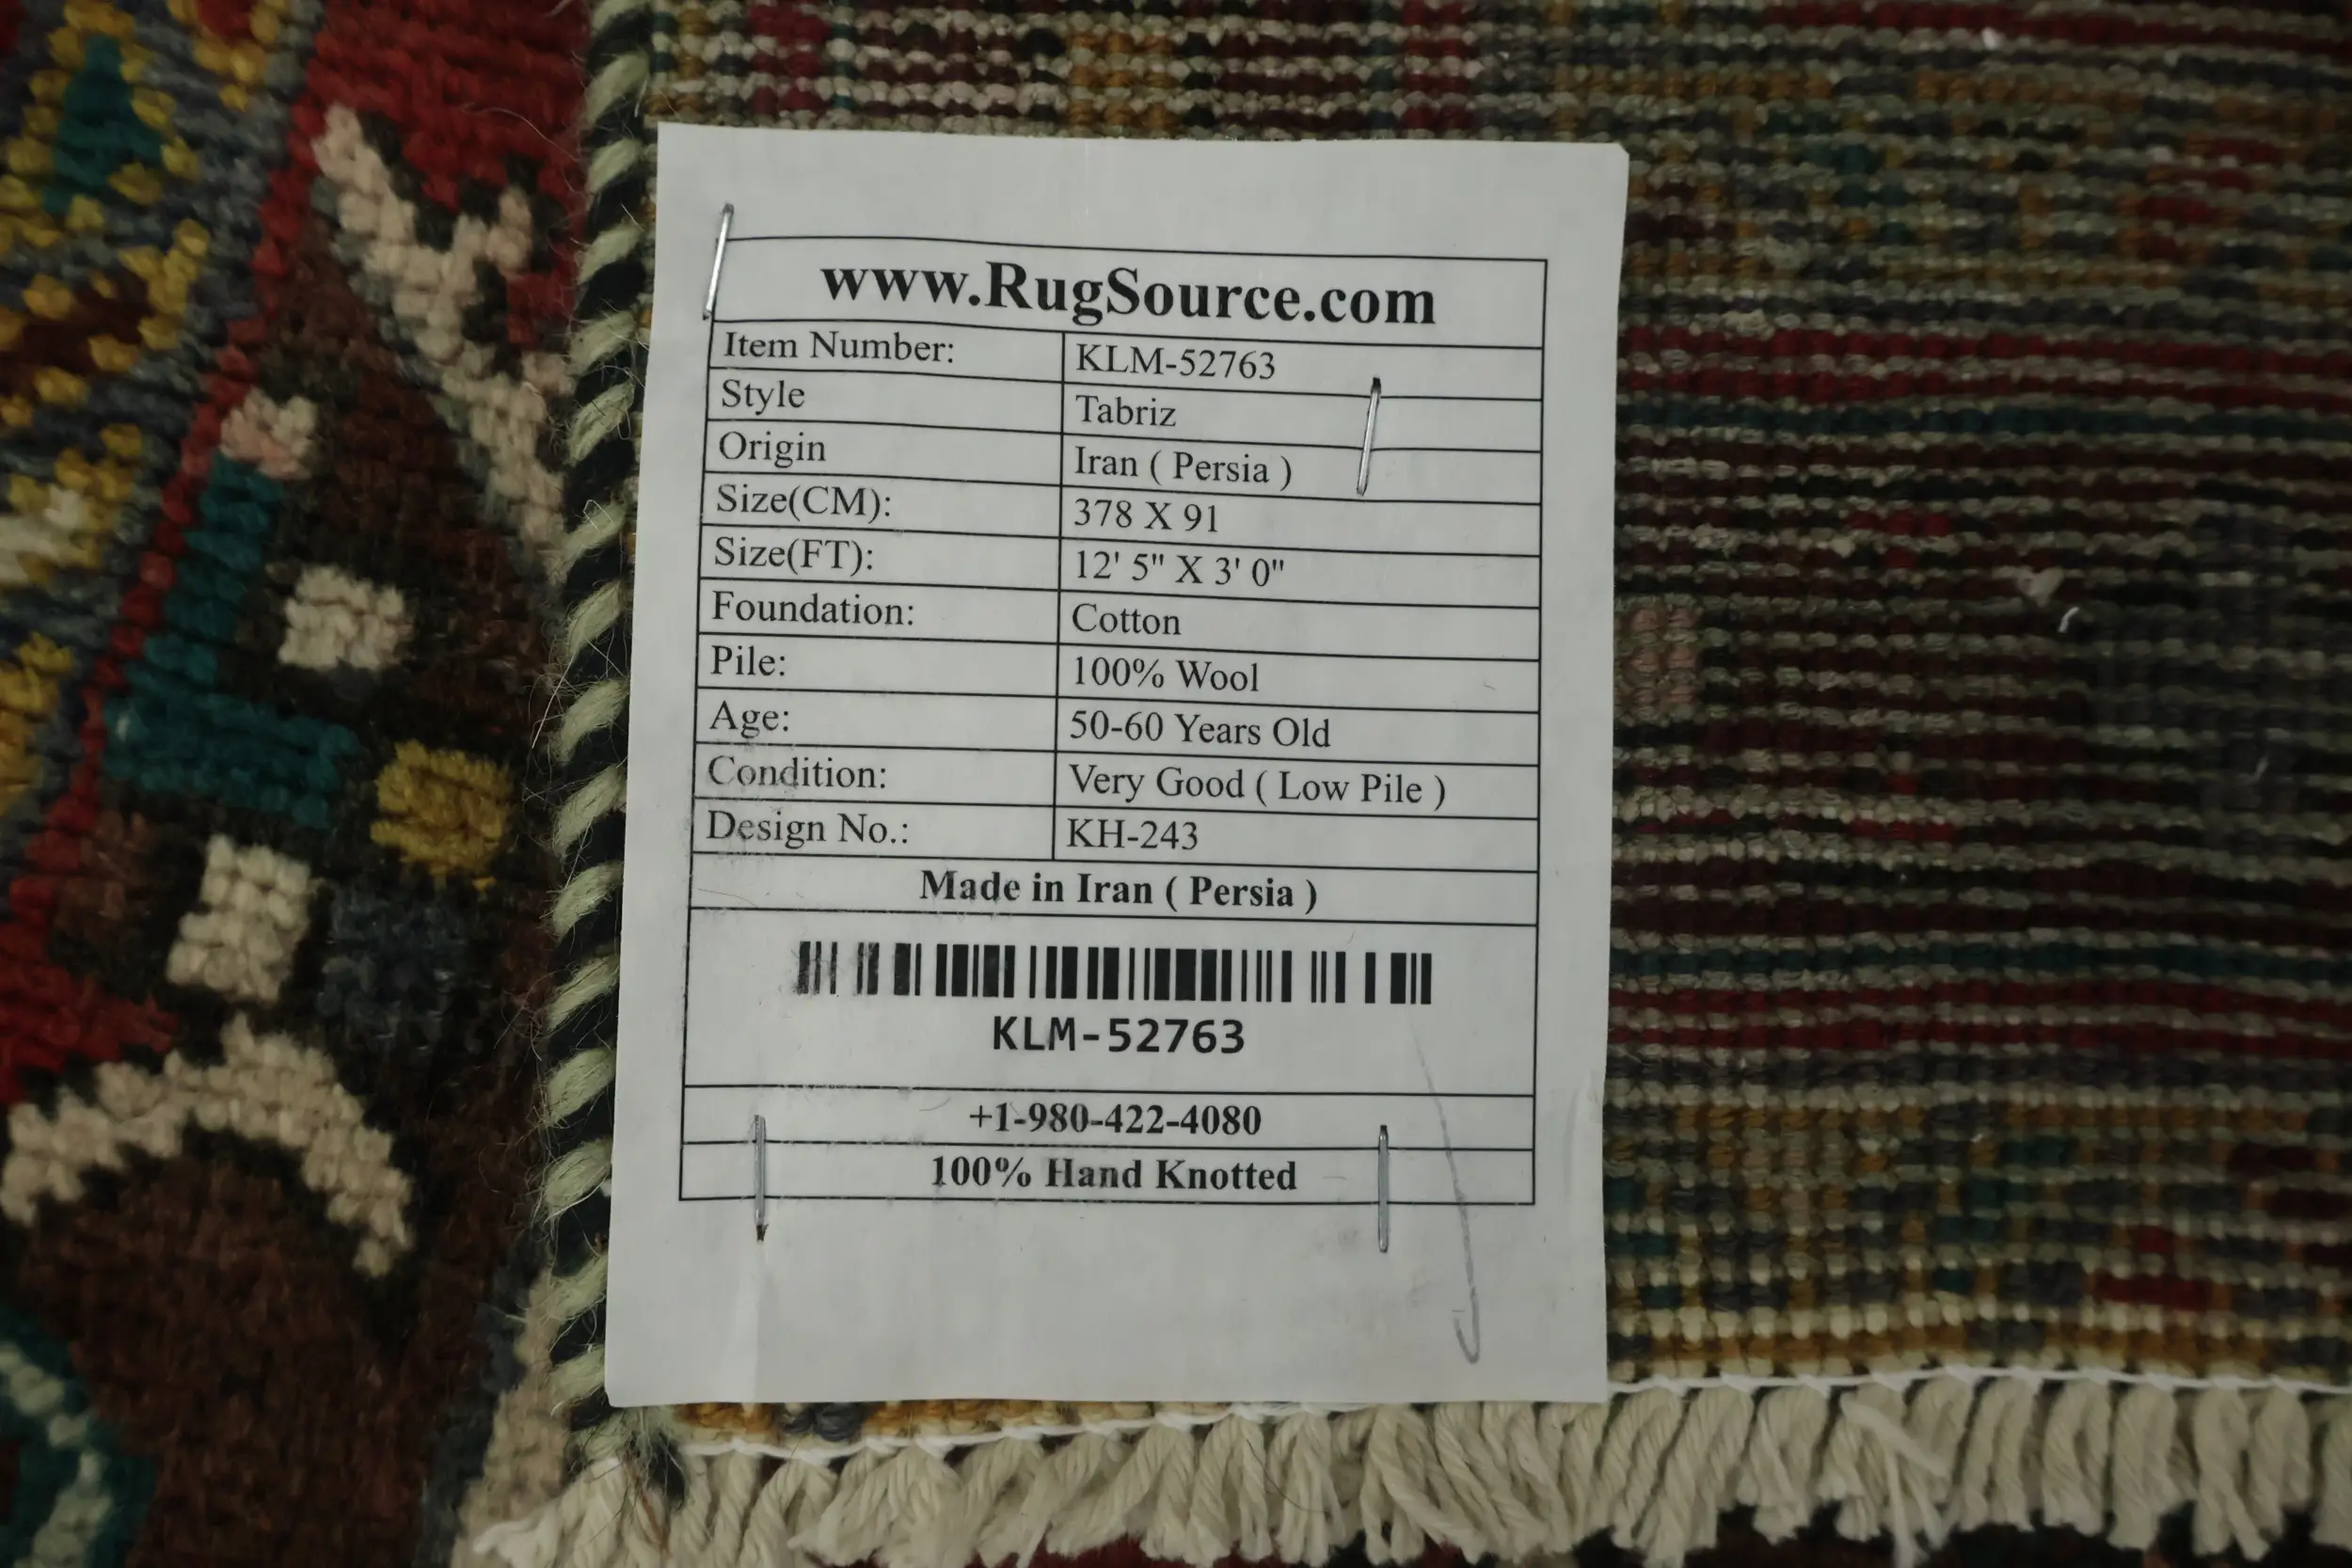 www.RugSource.com
Item Number: KLM-52763
Style Tabriz
Origin Iran ( Persia )
Size(CM): 378 X 91
Size(FT): 12' 5" X 3' 0"
Foundation: Cotton
Pile: 100% Wool
Age: 50-60 Years Old
Condition: Very Good ( Low Pile )
Design No.: KH-243
Made in Iran ( Persia )
KLM-52763
+1-980-422-4080
100% Hand Knotted